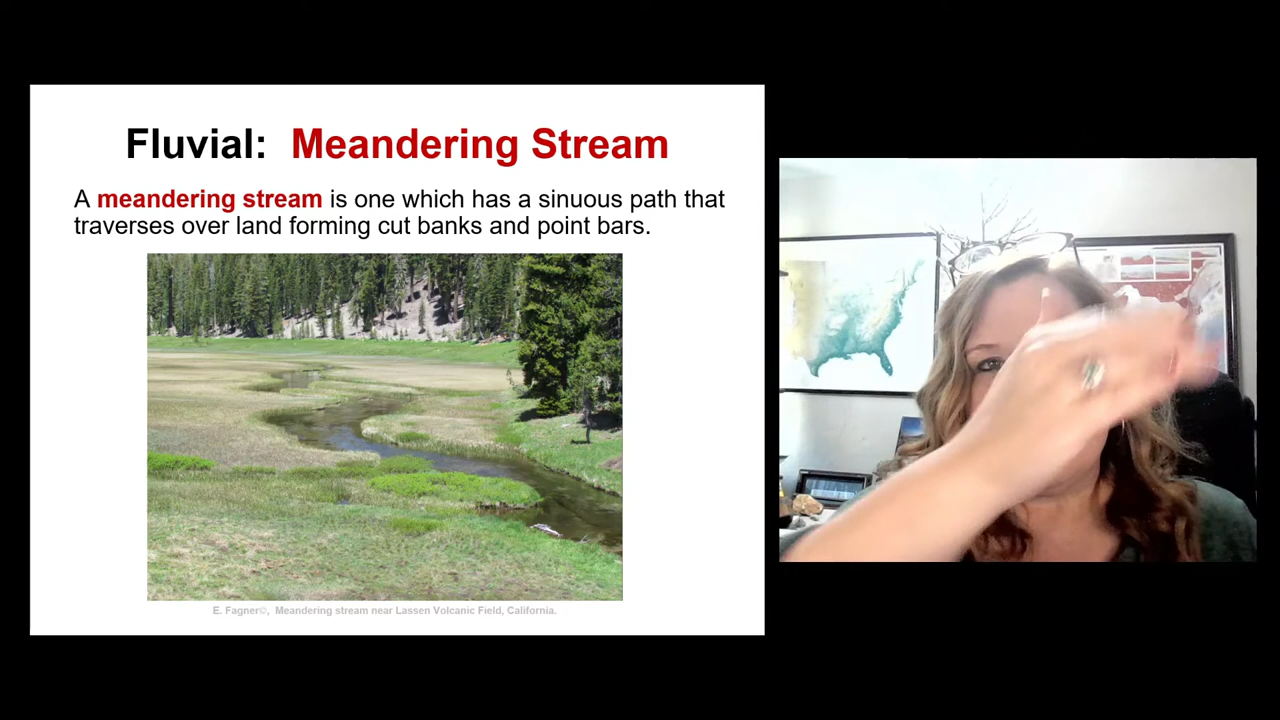 Fluvial: Meandering Stream
A meandering stream is one which has a sinuous path that
traverses over land forming cut banks and point bars.
E. Fagner©, Meandering stream near Lassen Volcanic Field, California.